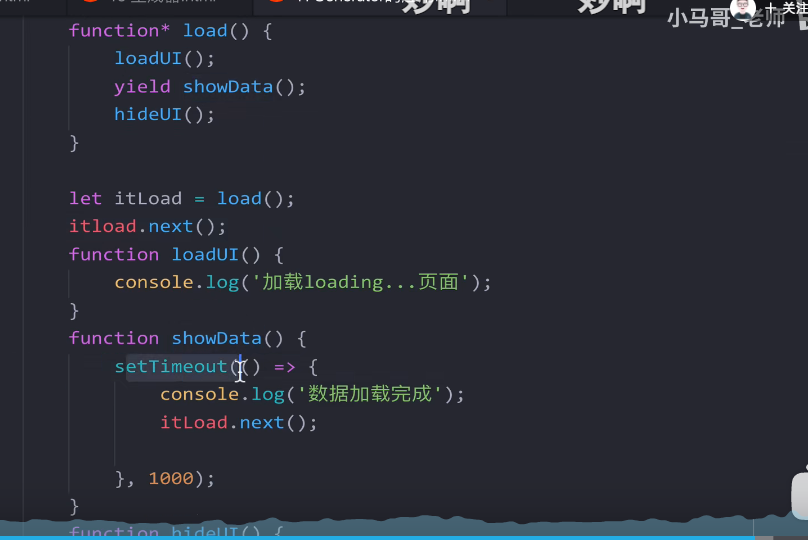 妙啊
妙啊
十关注
小马哥_老师
function* load() {
loadUI();
yield showData();
hideUI();
}
let itLoad = load();
itload.next();
function loadUI() {
console.log('加载loading...页面');
}
function showData() {
setTimeout(() => {
console.log('数据加载完成');
itLoad.next();
}, 1000);
}
function hideUI() {